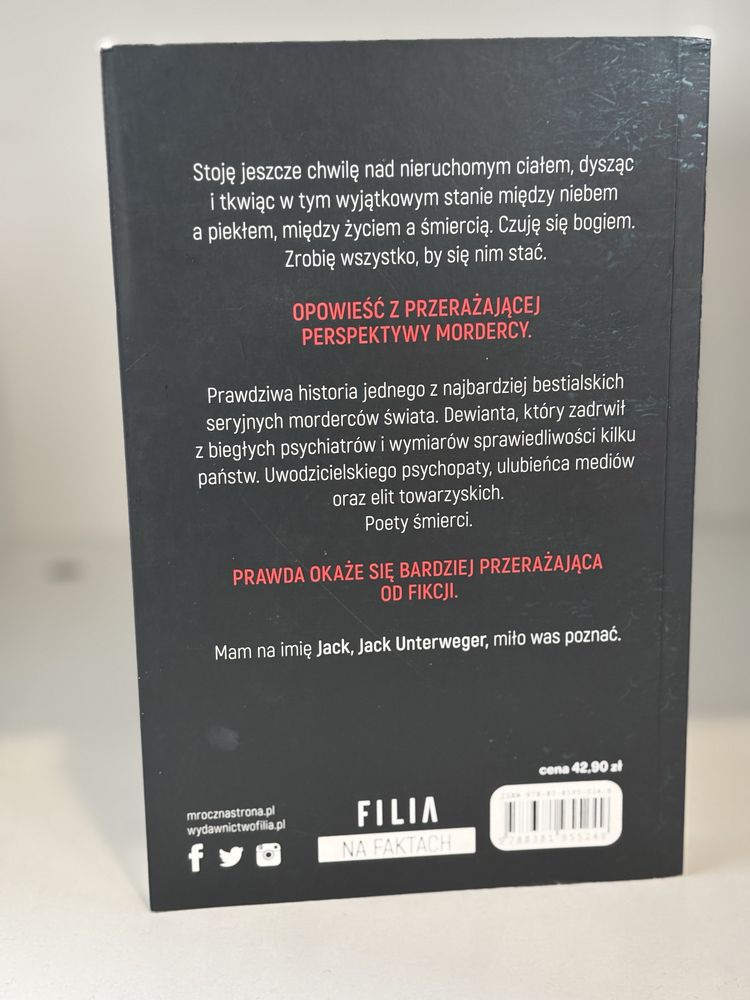 Stoję jeszcze chwilę nad nieruchomym ciałem, dysząc
i tkwiąc w tym wyjątkowym stanie między niebem
a piekłem, między życiem a śmiercią. Czuję się bogiem.
Zrobię wszystko, by się nim stać.
OPOWIEŚĆ Z PRZERAŻAJĄCEJ
PERSPEKTYWY MORDERCY.
Prawdziwa historia jednego z najbardziej bestialskich
seryjnych morderców świata. Dewianta, który zadrwił
z biegłych psychiatrów i wymiarów sprawiedliwości kilku
państw. Uwodzicielskiego psychopaty, ulubieńca mediów
oraz elit towarzyskich.
Poety śmierci.
PRAWDA OKAŻE SIĘ BARDZIEJ PRZERAŻAJĄCA
OD FIKCJI.
Mam na imię Jack, Jack Unterweger, miło was poznać.
cena 42,90 zł
mrocznastrona.pl
wydawnictwofilia.pl
FILIA
NA FAKTACH